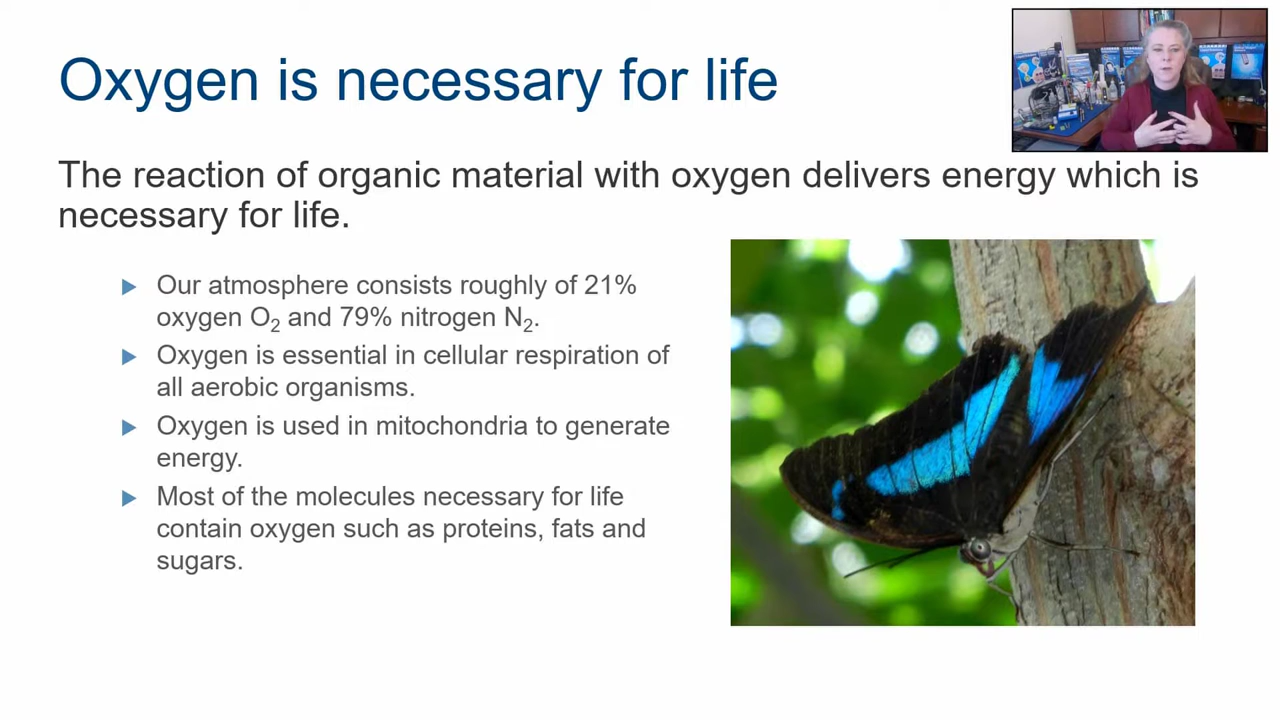 Oxygen is necessary for life
The reaction of organic material with oxygen delivers energy which is
necessary for life.
Our atmosphere consists roughly of 21%
oxygen O₂ and 79% nitrogen N₂.
Oxygen is essential in cellular respiration of
all aerobic organisms.
Oxygen is used in mitochondria to generate
energy.
Most of the molecules necessary for life
contain oxygen such as proteins, fats and
sugars.